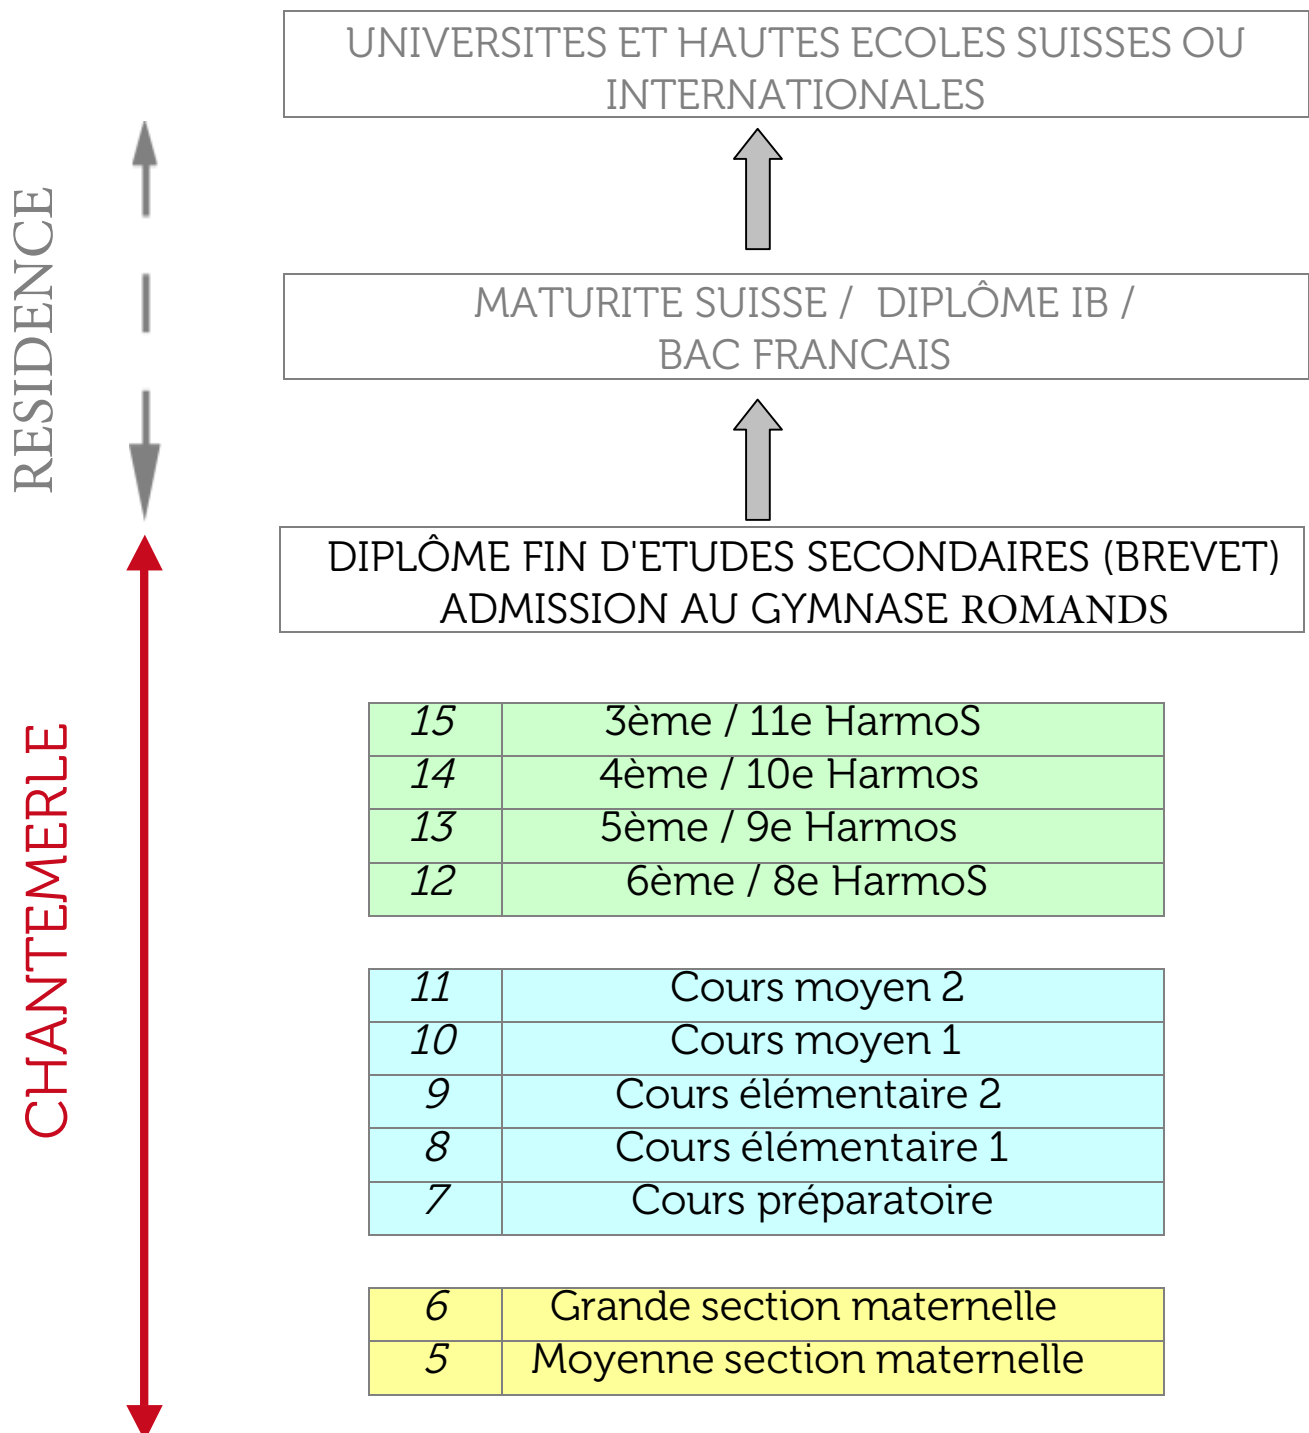 UNIVERSITES ET HAUTES ECOLES SUISSES OU
INTERNATIONALES
RESIDENCE
MATURITE SUISSE / DIPLÔME IB /
BAC FRANCAIS
DIPLÔME FIN D'ETUDES SECONDAIRES (BREVET)
ADMISSION AU GYMNASE ROMANDS
CHANTEMERLE
15 3ème / 11e HarmoS
14 4ème / 10e Harmos
13 5ème / 9e Harmos
12 6ème / 8e HarmoS
11 Cours moyen 2
10 Cours moyen 1
9 Cours élémentaire 2
8 Cours élémentaire 1
7 Cours préparatoire
6 Grande section maternelle
5 Moyenne section maternelle